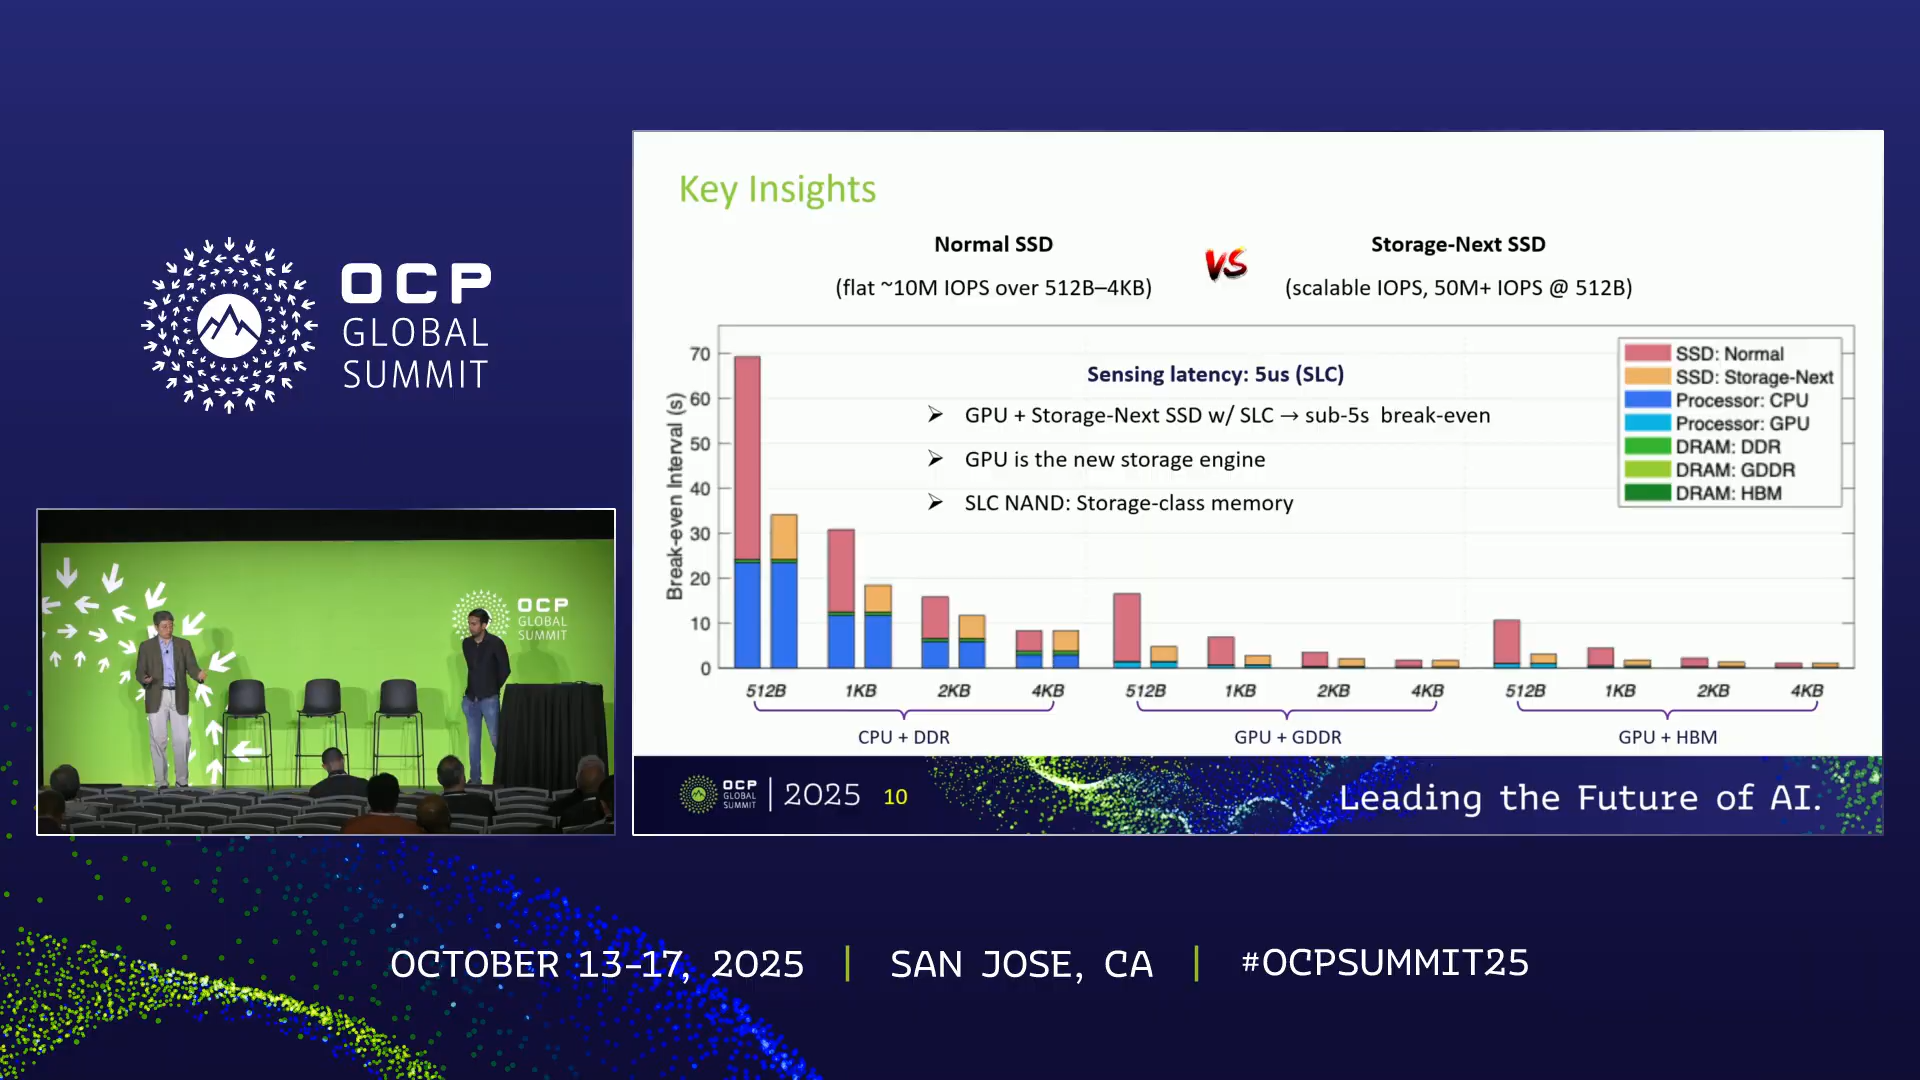 OCP
GLOBAL
SUMMIT
OCP
GLOBAL
SUMMIT
Key Insights
Normal SSD
(flat ~10M IOPS over 512B–4KB)
VS
Storage-Next SSD
(scalable IOPS, 50M+ IOPS @ 512B)
Break-even Interval (s)
70
60
50
40
30
20
10
0
Sensing latency: 5us (SLC)
➢ GPU + Storage-Next SSD w/ SLC → sub-5s break-even
➢ GPU is the new storage engine
➢ SLC NAND: Storage-class memory
SSD: Normal
SSD: Storage-Next
Processor: CPU
Processor: GPU
DRAM: DDR
DRAM: GDDR
DRAM: HBM
512B 1KB 2KB 4KB 512B 1KB 2KB 4KB 512B 1KB 2KB 4KB
CPU + DDR GPU + GDDR GPU + HBM
OCP
GLOBAL
SUMMIT
2025
10
Leading the Future of AI.
OCTOBER 13-17, 2025 | SAN JOSE, CA | #OCPSUMMIT25